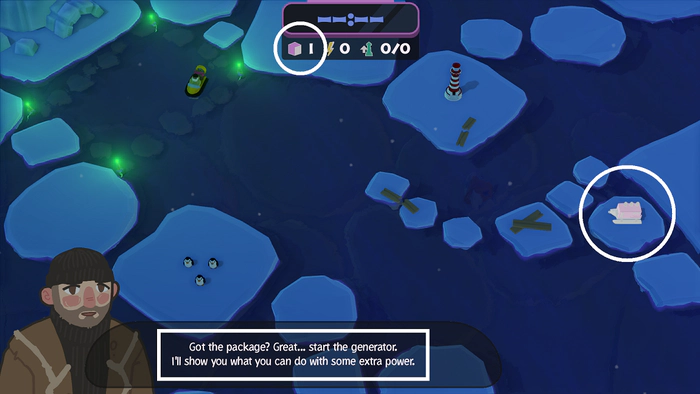 1 0 0/0
Got the package? Great... start the generator.
I'll show you what you can do with some extra power.